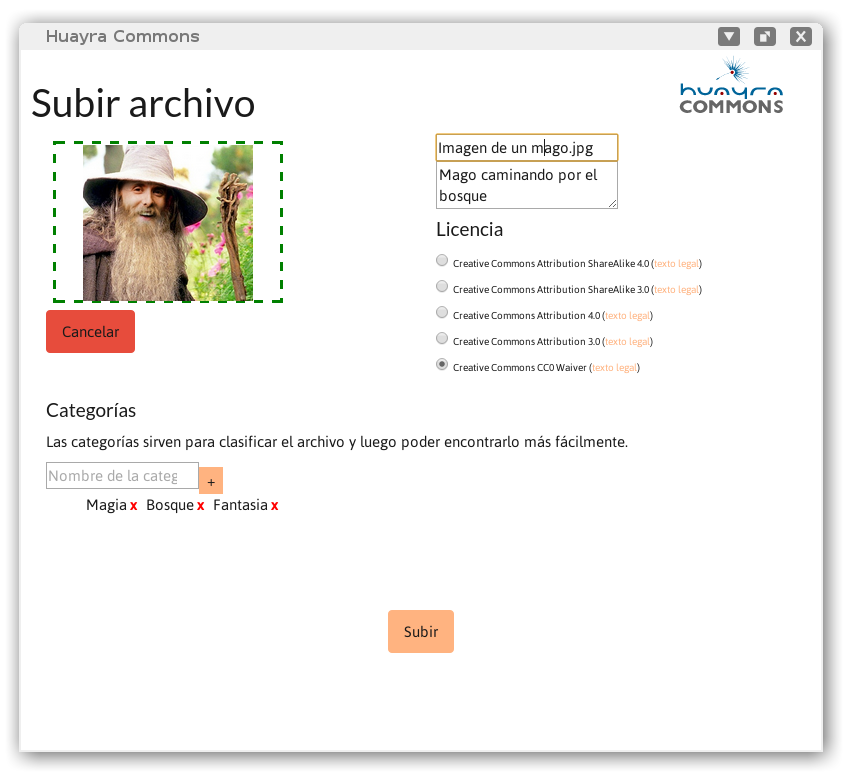 Huayra Commons
huayra
COMMONS
Subir archivo
Imagen de un mago.jpg
Mago caminando por el
bosque
Licencia
Creative Commons Attribution ShareAlike 4.0 (texto legal)
Creative Commons Attribution ShareAlike 3.0 (texto legal)
Creative Commons Attribution 4.0 (texto legal)
Creative Commons Attribution 3.0 (texto legal)
Creative Commons CC0 Waiver (texto legal)
Cancelar
Categorías
Las categorías sirven para clasificar el archivo y luego poder encontrarlo más fácilmente.
Nombre de la categ
+
Magia x Bosque x Fantasia x
Subir